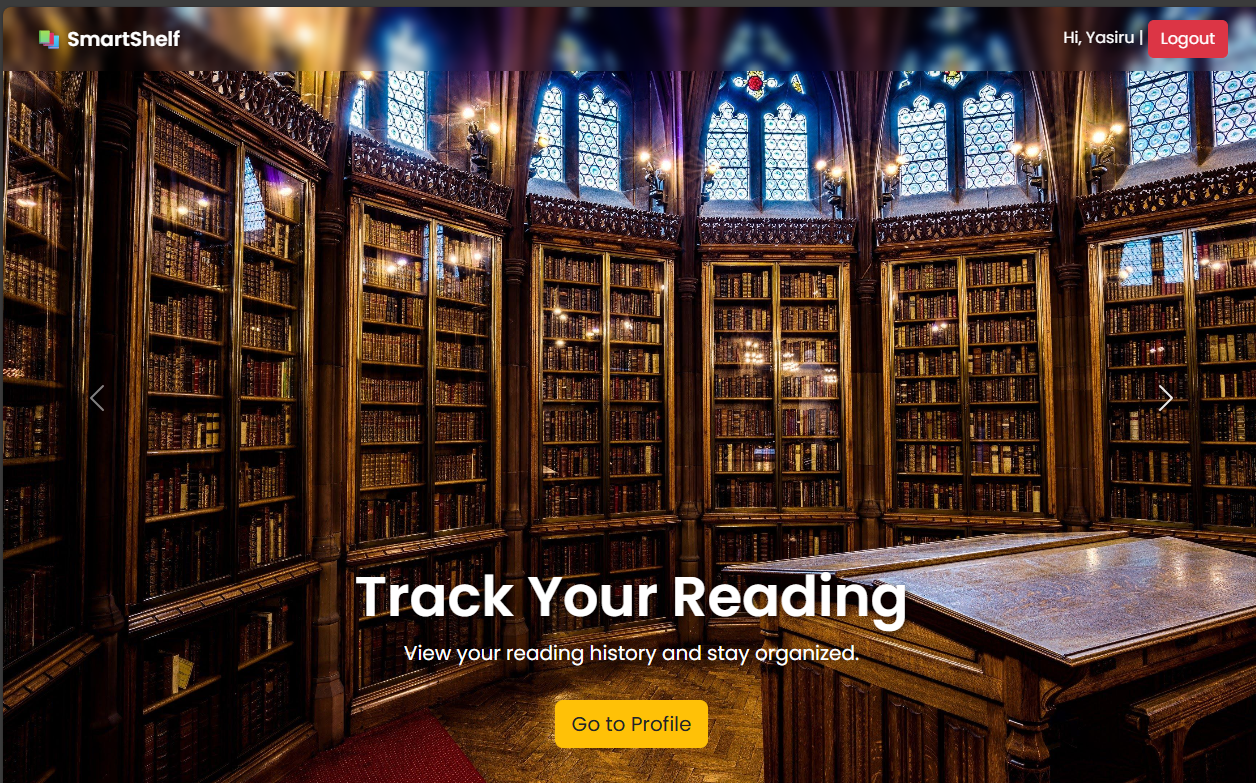 SmartShelf
Hi, Yasiru | Logout
Track Your Reading
View your reading history and stay organized.
Go to Profile